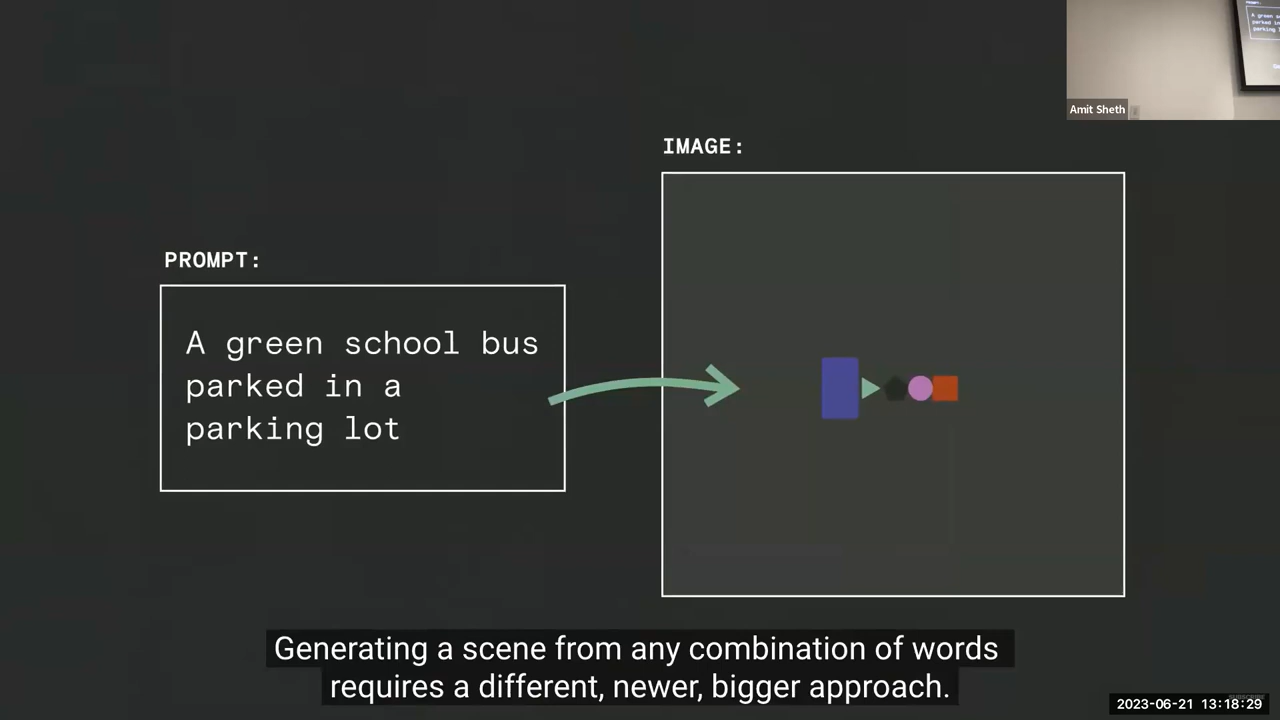 Amit Sheth
IMAGE:
PROMPT:
A green school bus
parked in a
parking lot
Generating a scene from any combination of words
requires a different, newer, bigger approach.
SUBSCRIBE
2023-06-21 13:18:29